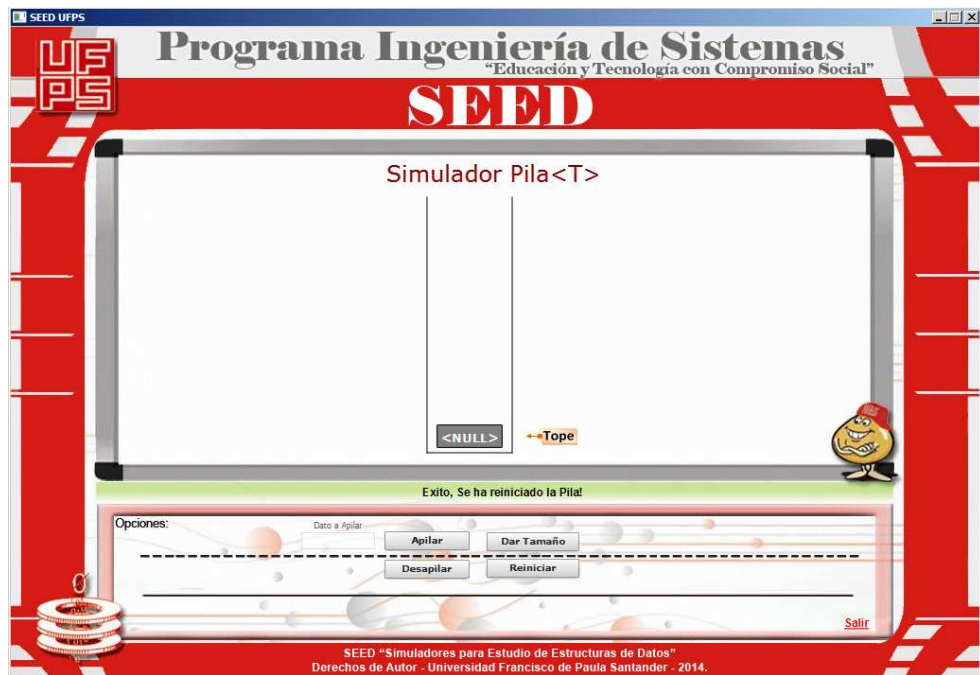 SEED UFPS
UFPS
Programa Ingeniería de Sistemas
“Educación y Tecnología con Compromiso Social”
SEED
Simulador Pila<T>
<NULL>
Tope
Exito, Se ha reiniciado la Pila!
Opciones:
Dato a Apilar
Apilar
Dar Tamaño
Desapilar
Reiniciar
Salir
SEED “Simuladores para Estudio de Estructuras de Datos”
Derechos de Autor - Universidad Francisco de Paula Santander - 2014.